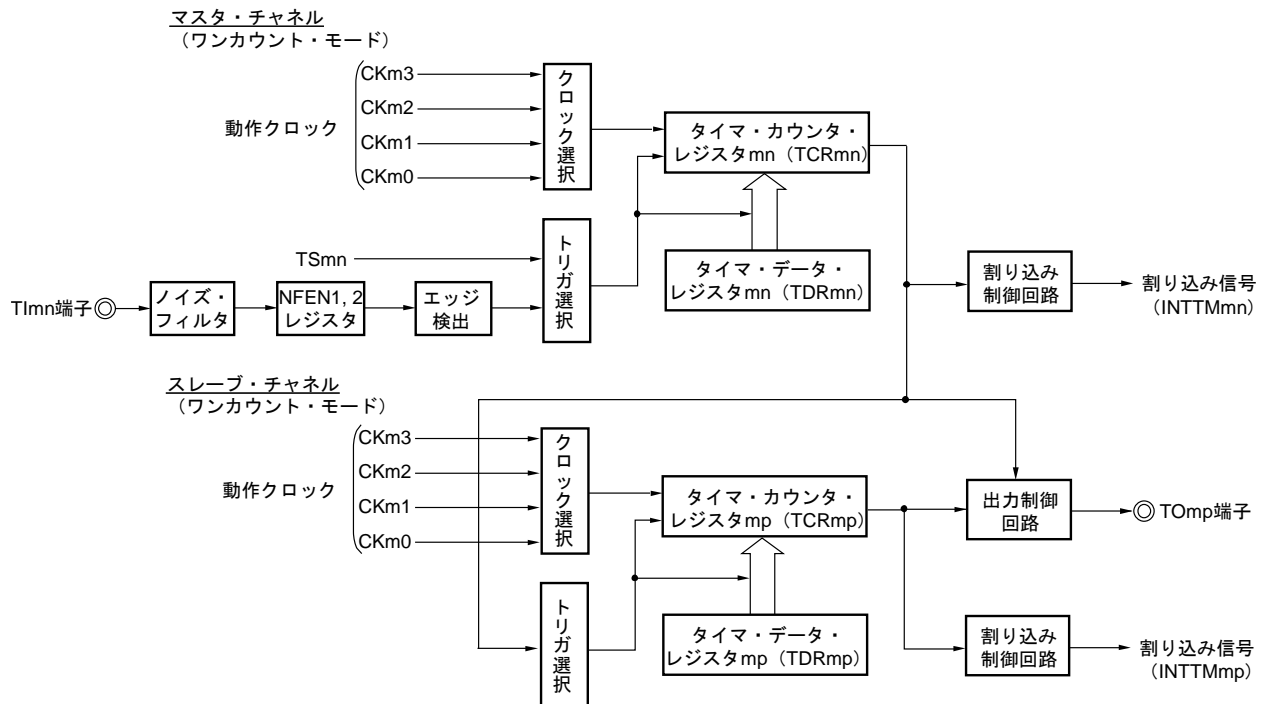 マスタ・チャネル
（ワンカウント・モード）
CKm3
CKm2
動作クロック
CKm1
CKm0
クロック選択
タイマ・カウンタ・
レジスタmn（TCRmn）
TSmn
トリガ選択
タイマ・データ・
レジスタmn（TDRmn）
割り込み
制御回路
割り込み信号
（INTTMmn）
TImn端子
ノイズ・
フィルタ
NFEN1, 2
レジスタ
エッジ
検出
スレーブ・チャネル
（ワンカウント・モード）
CKm3
CKm2
動作クロック
CKm1
CKm0
クロック選択
タイマ・カウンタ・
レジスタmp（TCRmp）
出力制御
回路
TOmp端子
トリガ選択
タイマ・データ・
レジスタmp（TDRmp）
割り込み
制御回路
割り込み信号
（INTTMmp）